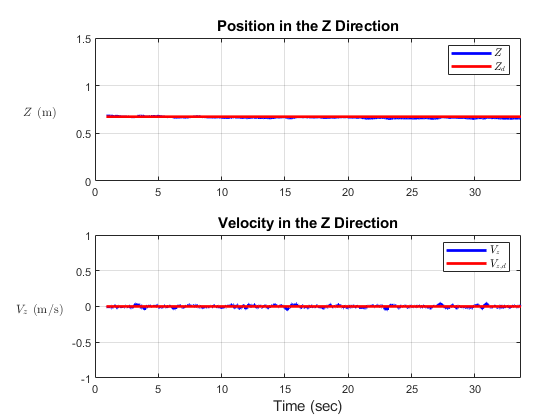 Position in the Z Direction
1.5
1
0.5
0
Z (m)
Z
Z_d
0 5 10 15 20 25 30
Velocity in the Z Direction
1
0.5
0
-0.5
-1
V_z (m/s)
V_z
V_{z,d}
0 5 10 15 20 25 30
Time (sec)